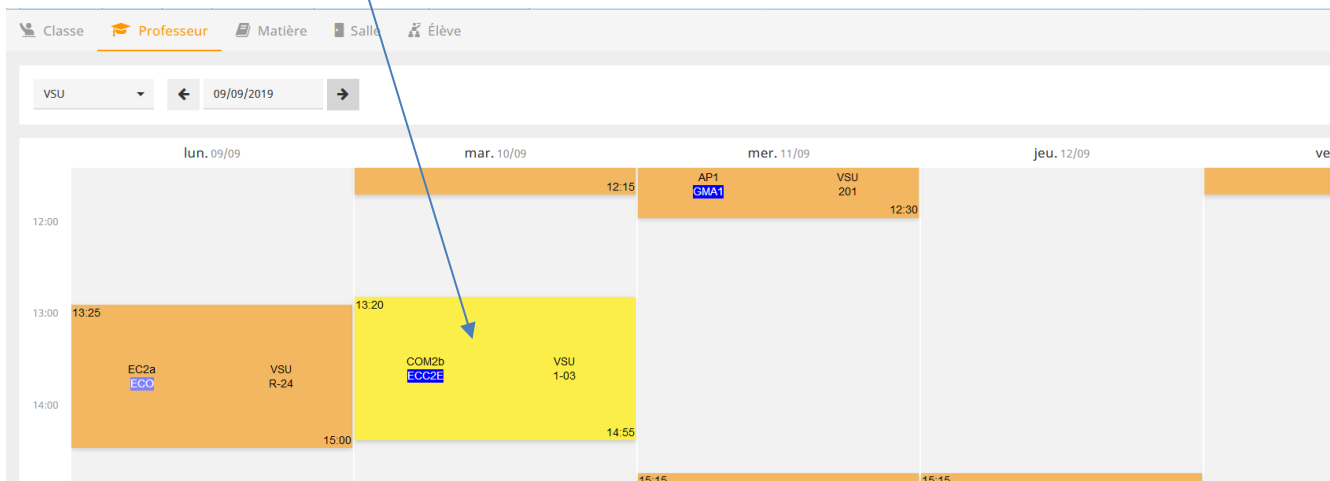 Classe Professeur Matière Salle Élève
VSU 09/09/2019
lun. 09/09 mar. 10/09 mer. 11/09 jeu. 12/09 ve
12:15
AP1 VSU
GMA1 201
12:30
12:00
13:00
14:00
13:25
EC2a VSU
ECO R-24
15:00
13:20
COM2b VSU
ECC2E 1-03
14:55
15:15 15:15